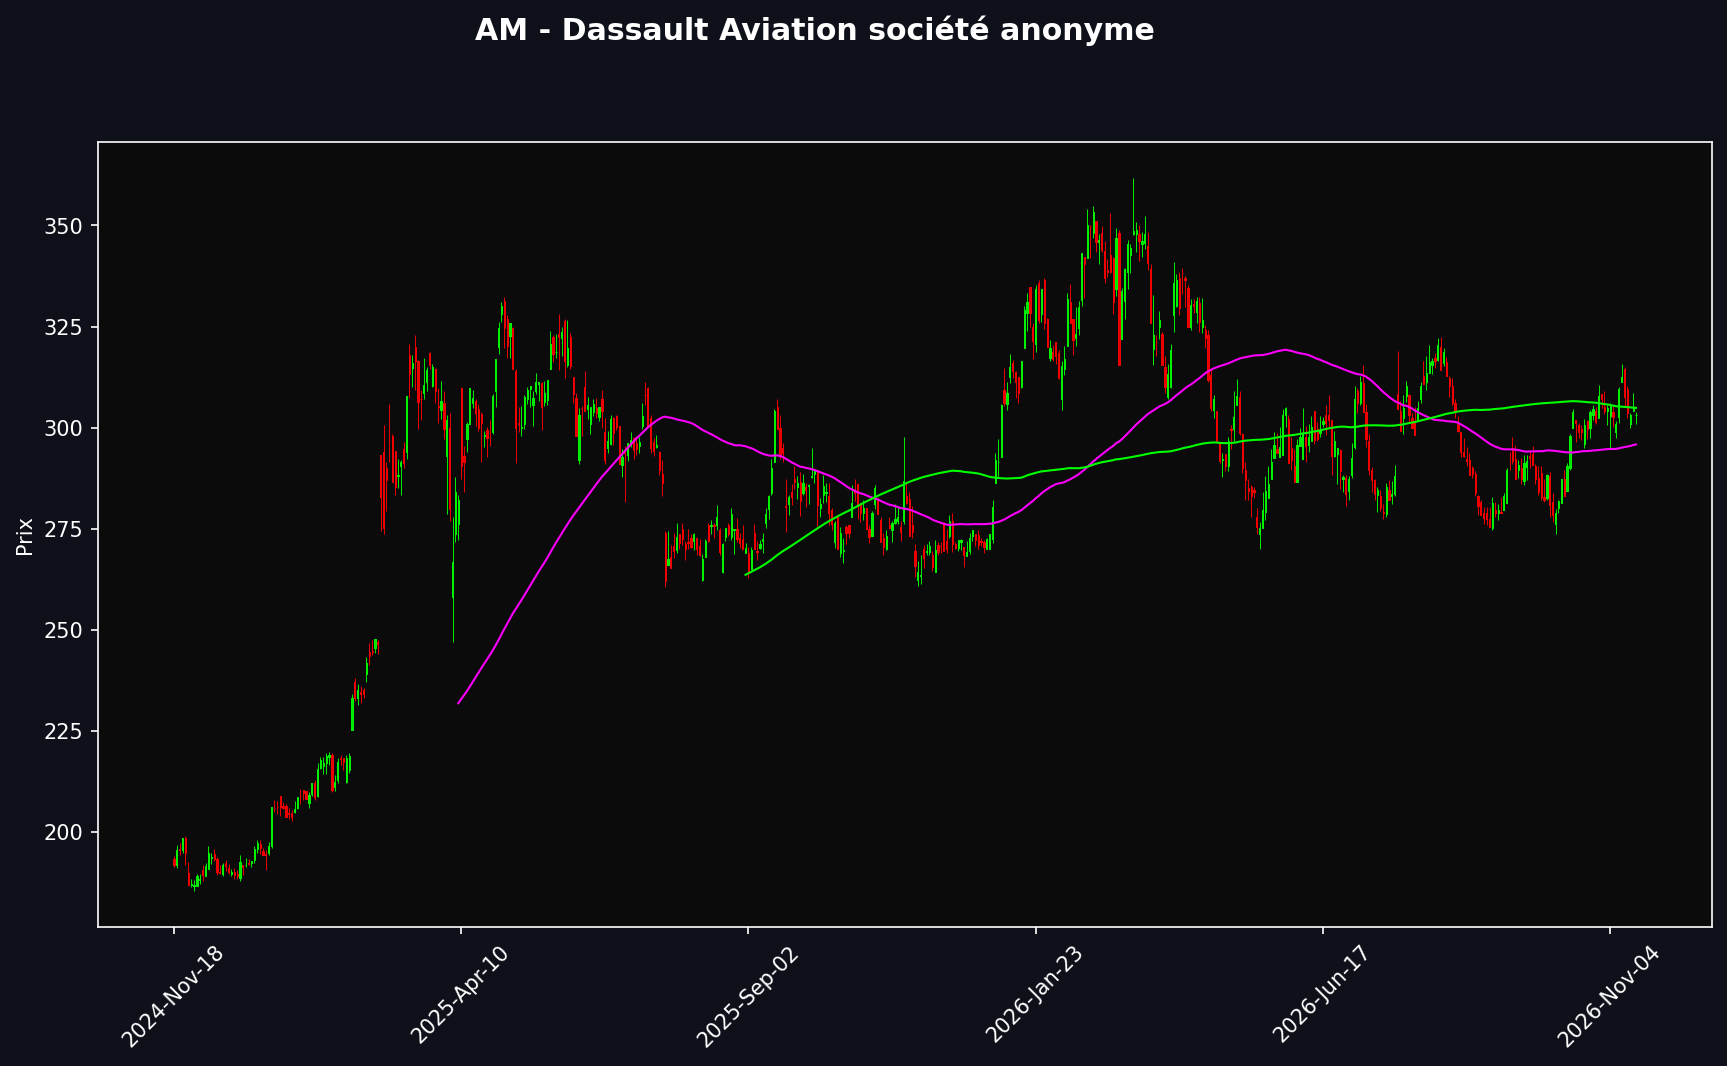 AM - Dassault Aviation société anonyme
Prix
350
325
300
275
250
225
200
2024-Nov-18
2025-Apr-10
2025-Sep-02
2026-Jan-23
2026-Jun-17
2026-Nov-04